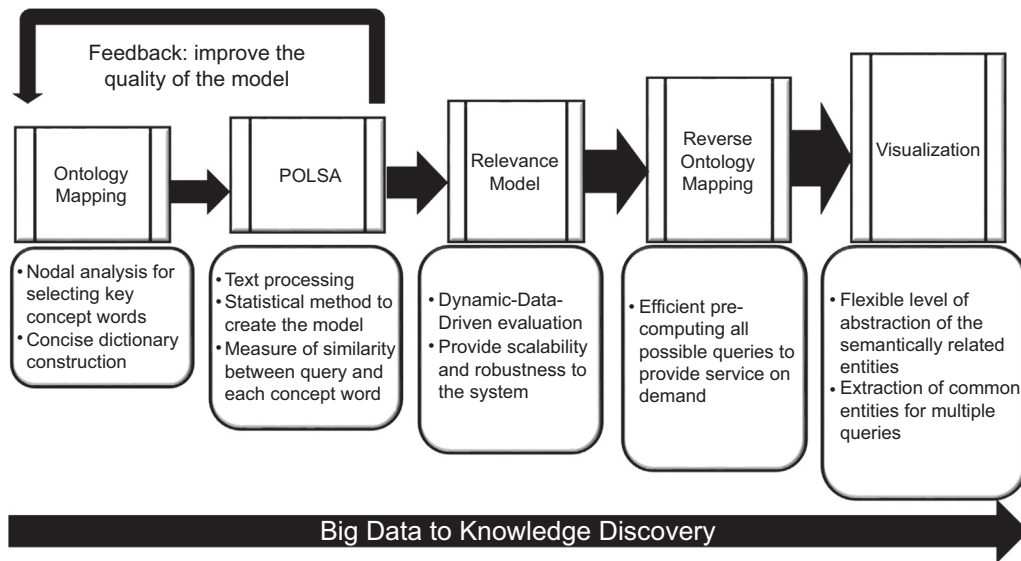 Feedback: improve the
quality of the model
Ontology
Mapping
POLSA
Relevance
Model
Reverse
Ontology
Mapping
Visualization
• Nodal analysis for
selecting key
concept words
• Concise dictionary
construction
• Text processing
• Statistical method to
create the model
• Measure of similarity
between query and
each concept word
• Dynamic-Data-
Driven evaluation
• Provide scalability
and robustness to
the system
• Efficient pre-
computing all
possible queries to
provide service on
demand
• Flexible level of
abstraction of the
semantically related
entities
• Extraction of common
entities for multiple
queries
Big Data to Knowledge Discovery